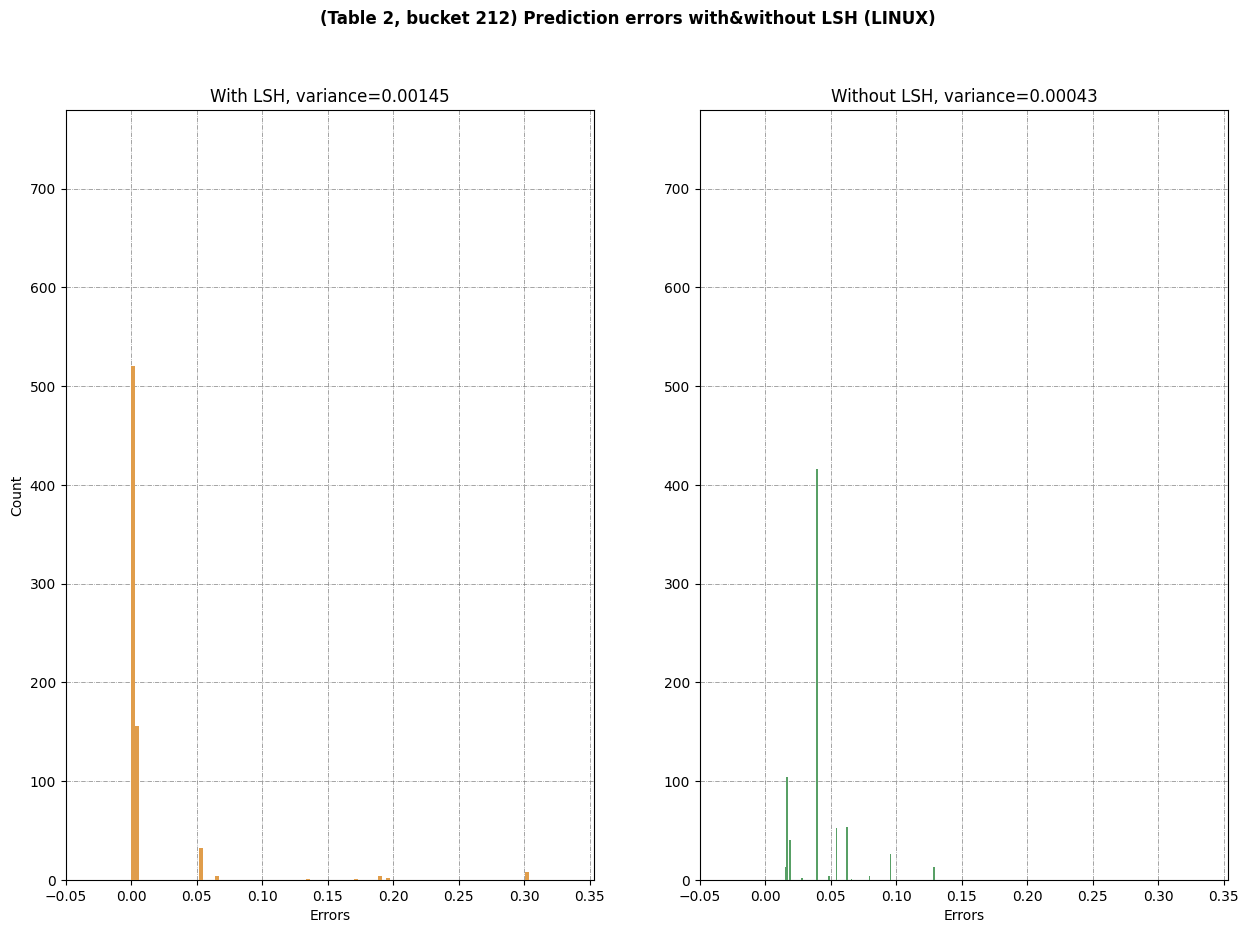 (Table 2, bucket 212) Prediction errors with&without LSH (LINUX)
With LSH, variance=0.00145
700
600
500
400
300
200
100
0
Count
−0.05 0.00 0.05 0.10 0.15 0.20 0.25 0.30 0.35
Errors
Without LSH, variance=0.00043
700
600
500
400
300
200
100
0
−0.05 0.00 0.05 0.10 0.15 0.20 0.25 0.30 0.35
Errors